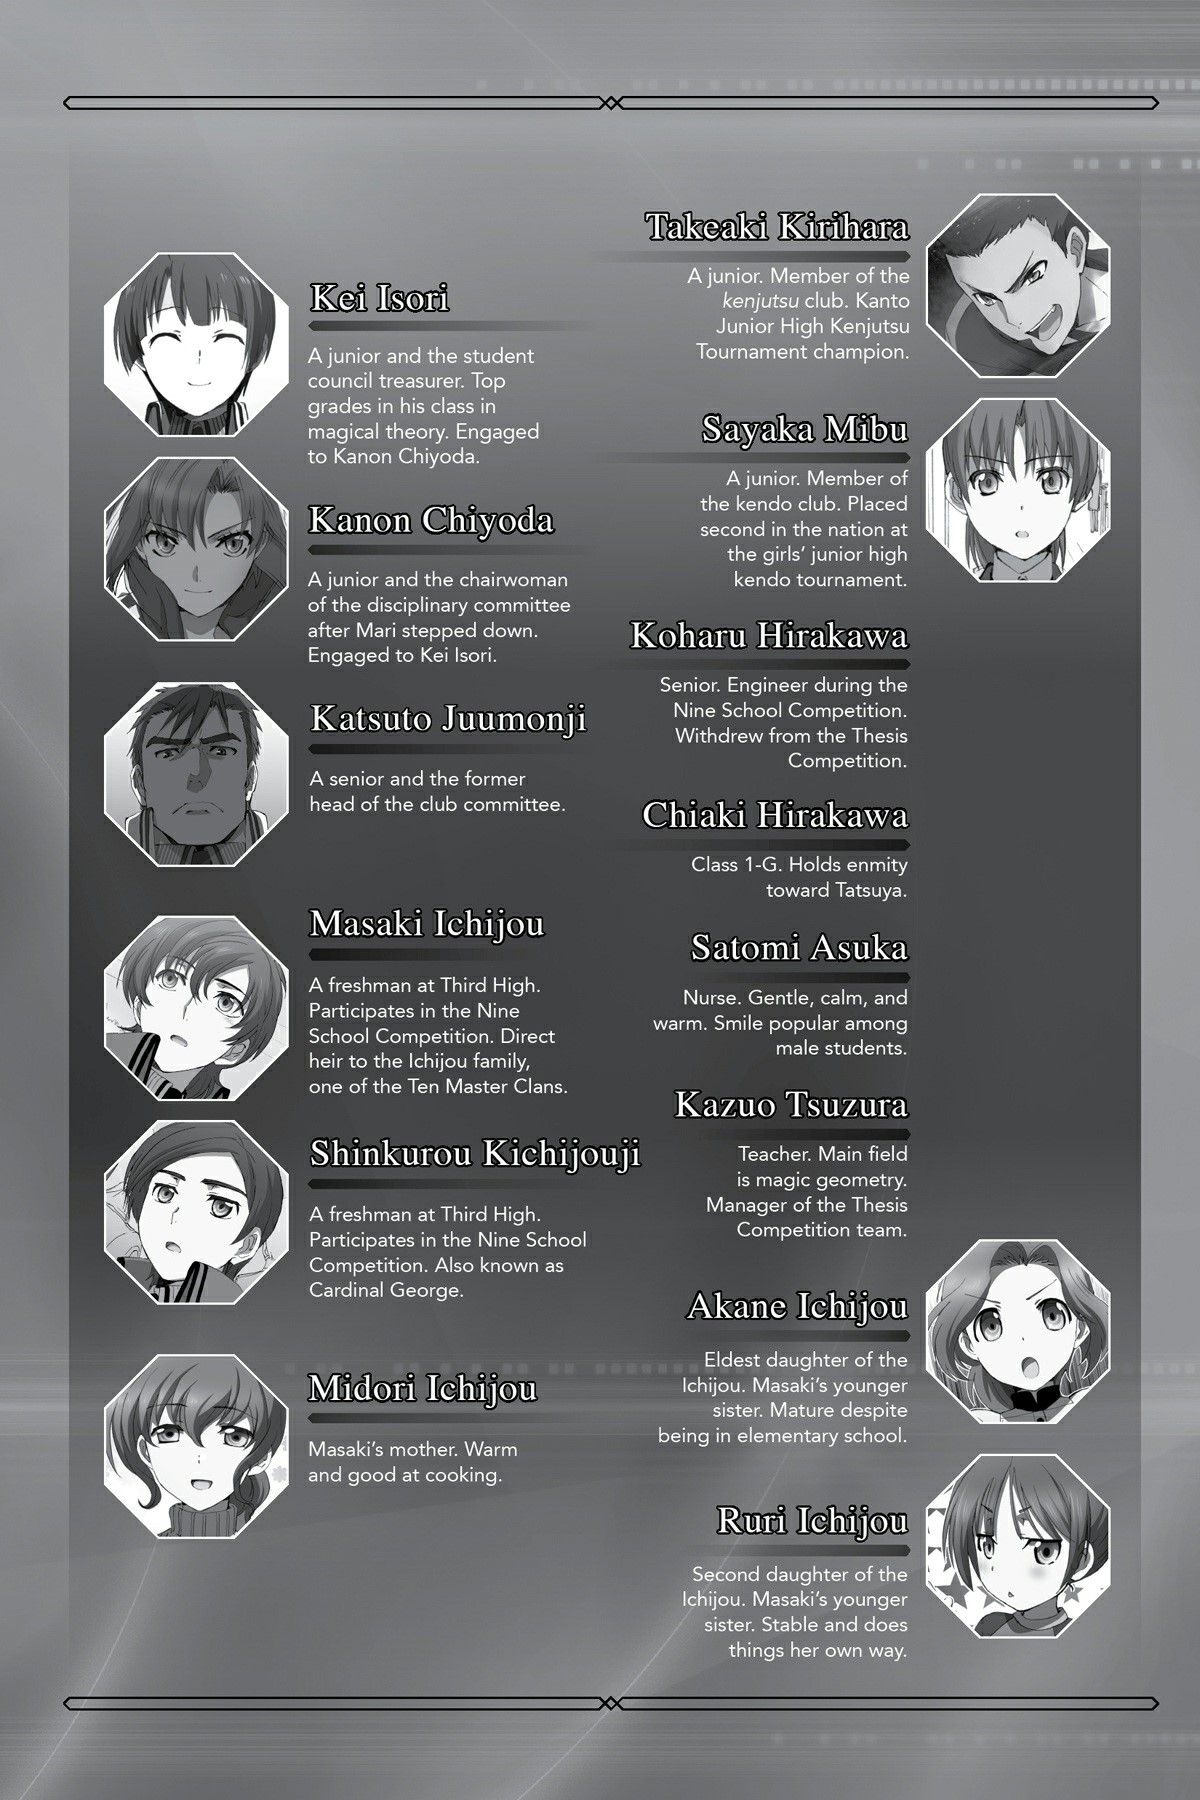 Kei Isori
A junior and the student
council treasurer. Top
grades in his class in
magical theory. Engaged
to Kanon Chiyoda.
Kanon Chiyoda
A junior and the chairwoman
of the disciplinary committee
after Mari stepped down.
Engaged to Kei Isori.
Katsuto Juumonji
A senior and the former
head of the club committee.
Masaki Ichijou
A freshman at Third High.
Participates in the Nine
School Competition. Direct
heir to the Ichijou family,
one of the Ten Master Clans.
Shinkurou Kichijouji
A freshman at Third High.
Participates in the Nine School
Competition. Also known as
Cardinal George.
Midori Ichijou
Masaki’s mother. Warm
and good at cooking.
Takeaki Kirihara
A junior. Member of the
kenjutsu club. Kanto
Junior High Kenjutsu
Tournament champion.
Sayaka Mibu
A junior. Member of
the kendo club. Placed
second in the nation at
the girls’ junior high
kendo tournament.
Koharu Hirakawa
Senior. Engineer during the
Nine School Competition.
Withdrew from the Thesis
Competition.
Chiaki Hirakawa
Class 1-G. Holds enmity
toward Tatsuya.
Satomi Asuka
Nurse. Gentle, calm, and
warm. Smile popular among
male students.
Kazuo Tsuzura
Teacher. Main field
is magic geometry.
Manager of the Thesis
Competition team.
Akane Ichijou
Eldest daughter of the
Ichijou. Masaki’s younger
sister. Mature despite
being in elementary school.
Ruri Ichijou
Second daughter of the
Ichijou. Masaki’s younger
sister. Stable and does
things her own way.